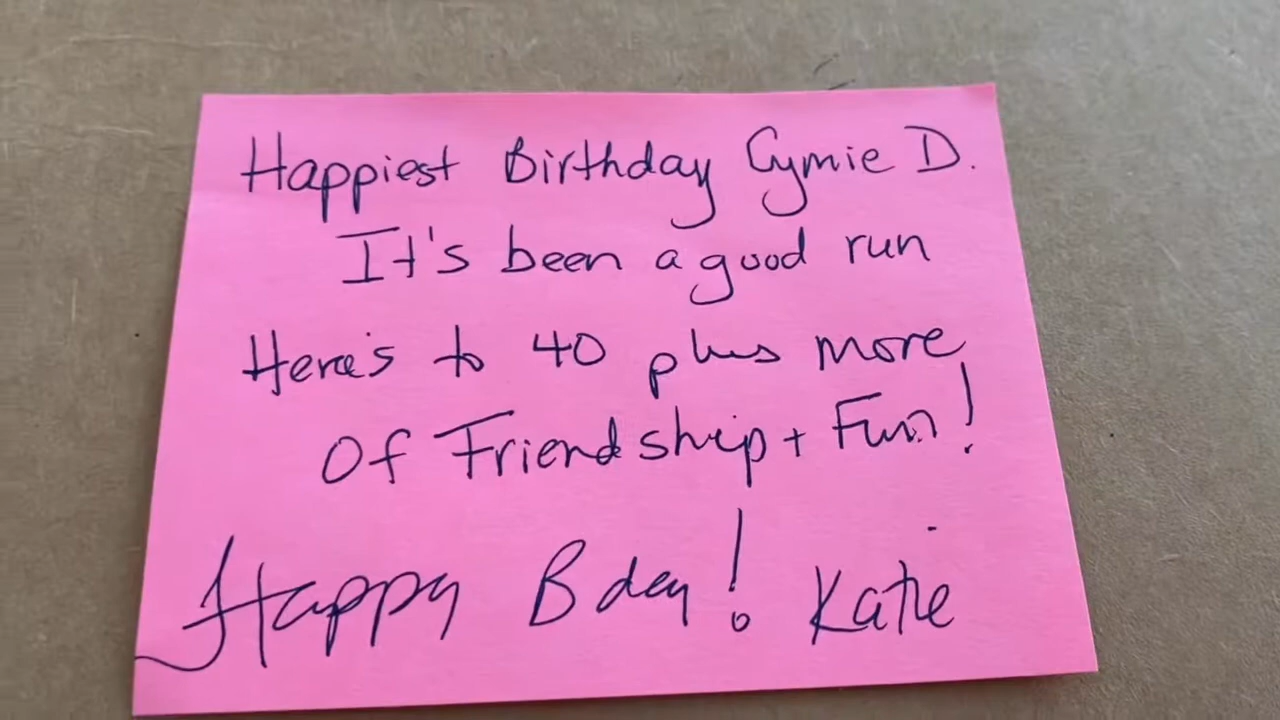 Happiest Birthday Cymie D.
It's been a good run
Here's to 40 plus more
Of Friendship + Fun!
Happy Bday! Katie